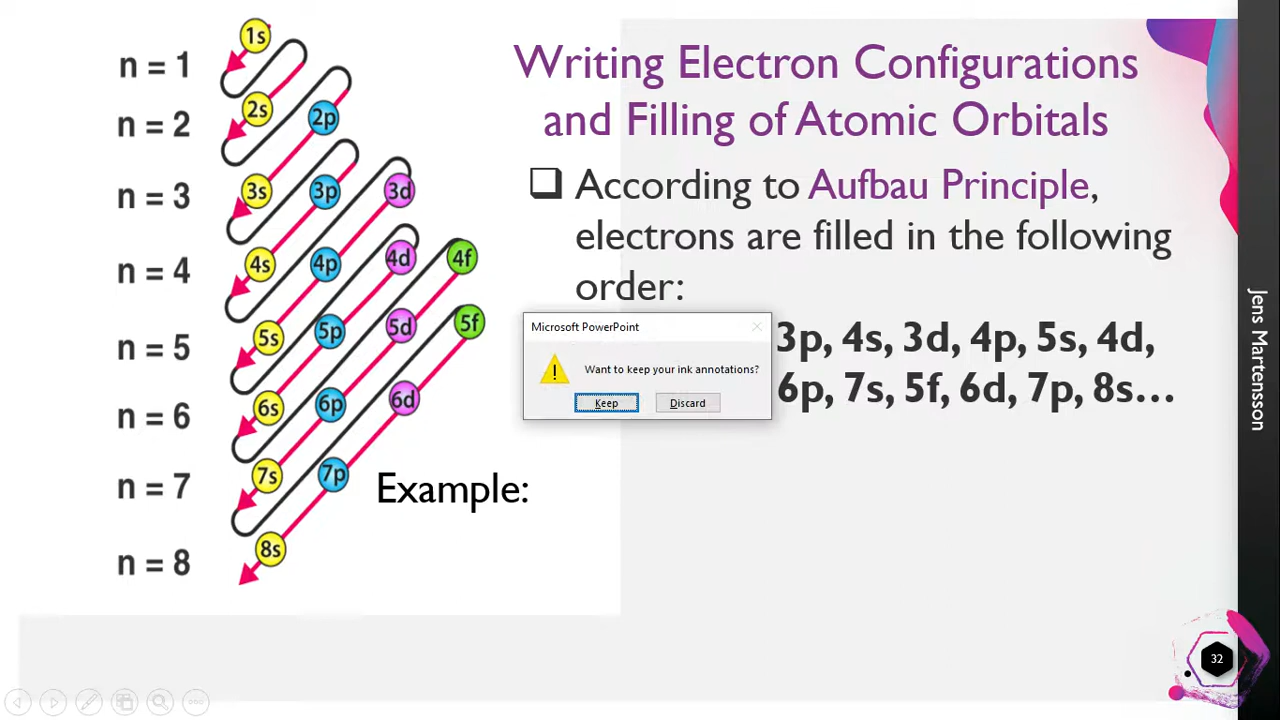 Writing Electron Configurations
and Filling of Atomic Orbitals
❑ According to Aufbau Principle,
electrons are filled in the following
order:
3p, 4s, 3d, 4p, 5s, 4d,
6p, 7s, 5f, 6d, 7p, 8s…
Microsoft PowerPoint
Want to keep your ink annotations?
Keep Discard
1s
n = 1
2s 2p
n = 2
3s 3p 3d
n = 3
4s 4p 4d 4f
n = 4
5s 5p 5d 5f
n = 5
6s 6p 6d
n = 6
7s 7p
n = 7
8s
n = 8
Example:
Jens Martensson
32